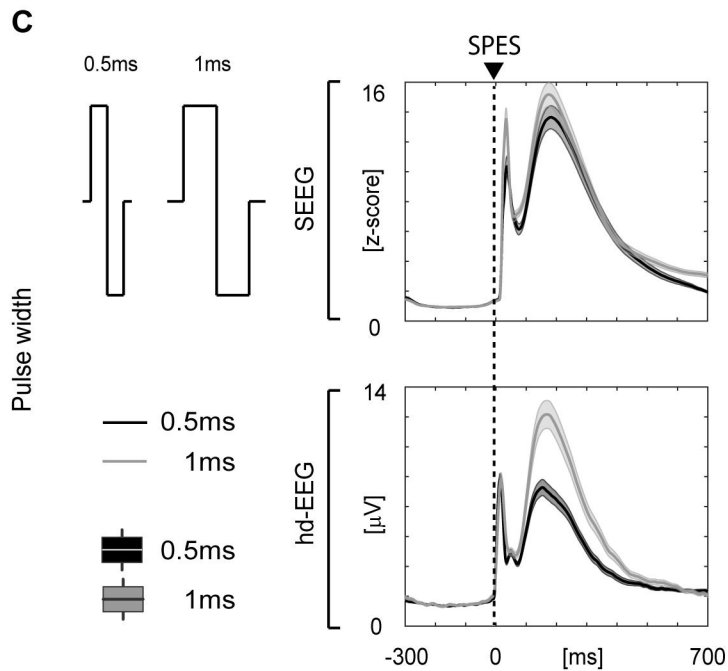 C
SPES
0.5ms 1ms
Pulse width
SEEG
[z-score]
16
0
0.5ms
1ms
0.5ms
1ms
hd-EEG
[µV]
14
0
-300 0 [ms] 700